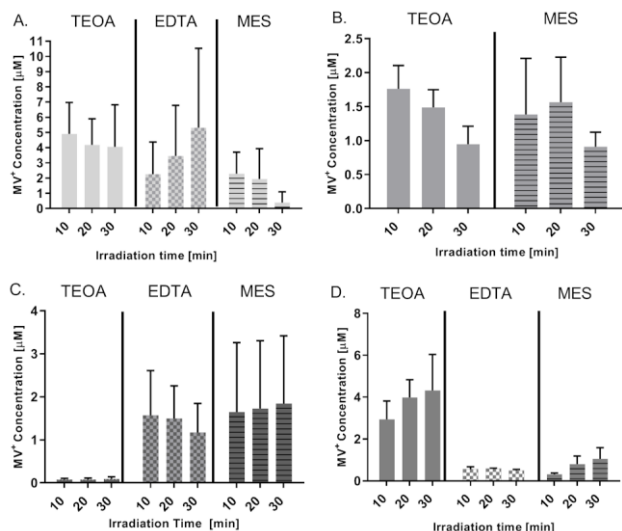 A.
TEOA EDTA MES
MV+ Concentration [µM]
11
10
9
8
7
6
5
4
3
2
1
0
10 20 30 10 20 30 10 20 30
Irradiation time [min]
B.
TEOA MES
MV+ Concentration [µM]
2.5
2.0
1.5
1.0
0.5
0.0
10 20 30 10 20 30
Irradiation time [min]
C.
TEOA EDTA MES
MV+ Concentration [µM]
4
3
2
1
0
10 20 30 10 20 30 10 20 30
Irradiation Time [min]
D.
TEOA EDTA MES
MV+ Concentration [µM]
8
6
4
2
0
10 20 30 10 20 30 10 20 30
Irradiation time [min]